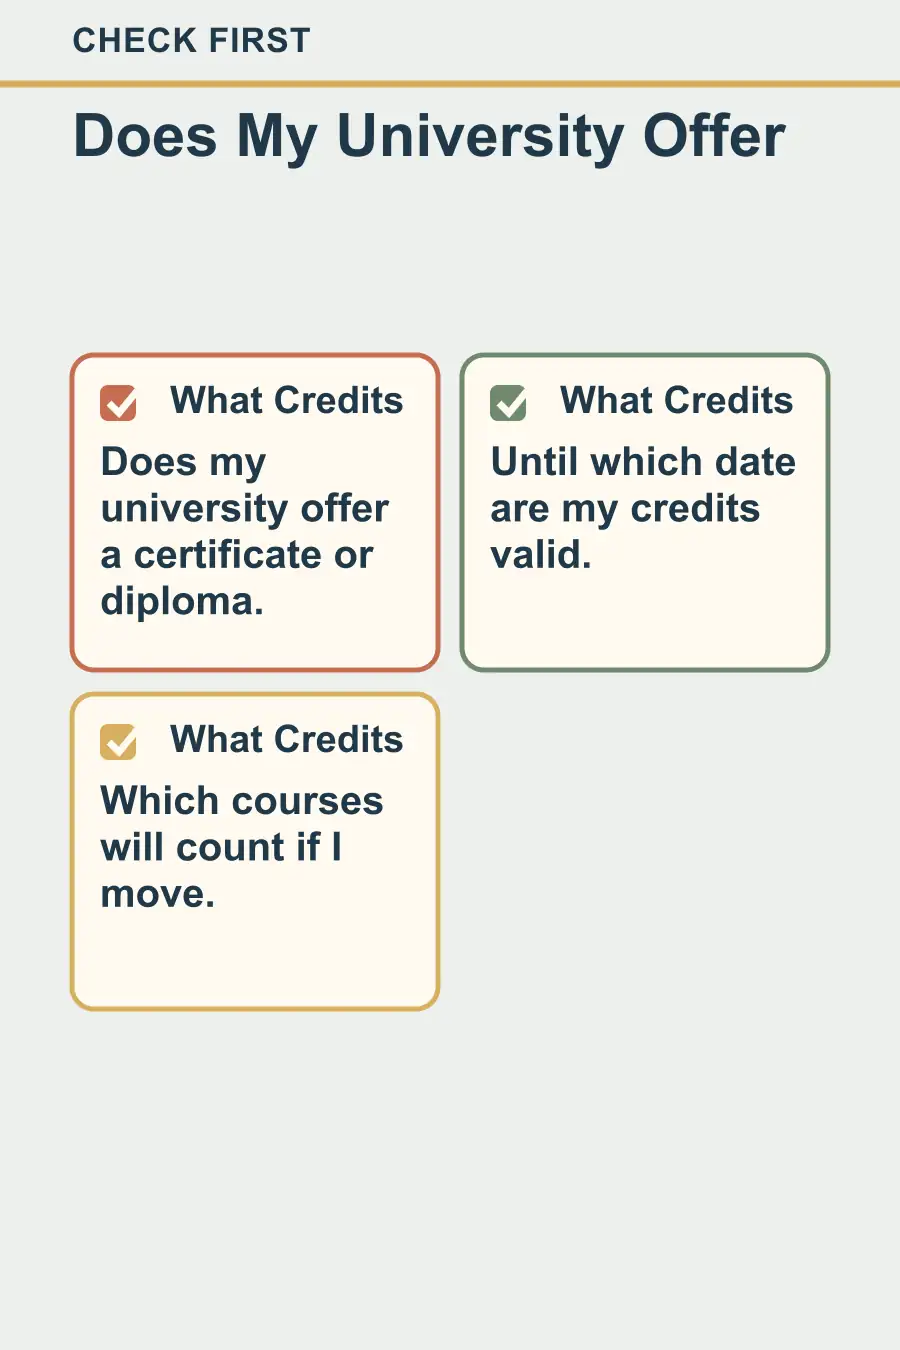 CHECK FIRST
Does My University Offer
What Credits
Does my
university offer
a certificate or
diploma.
What Credits
Until which date
are my credits
valid.
What Credits
Which courses
will count if I
move.